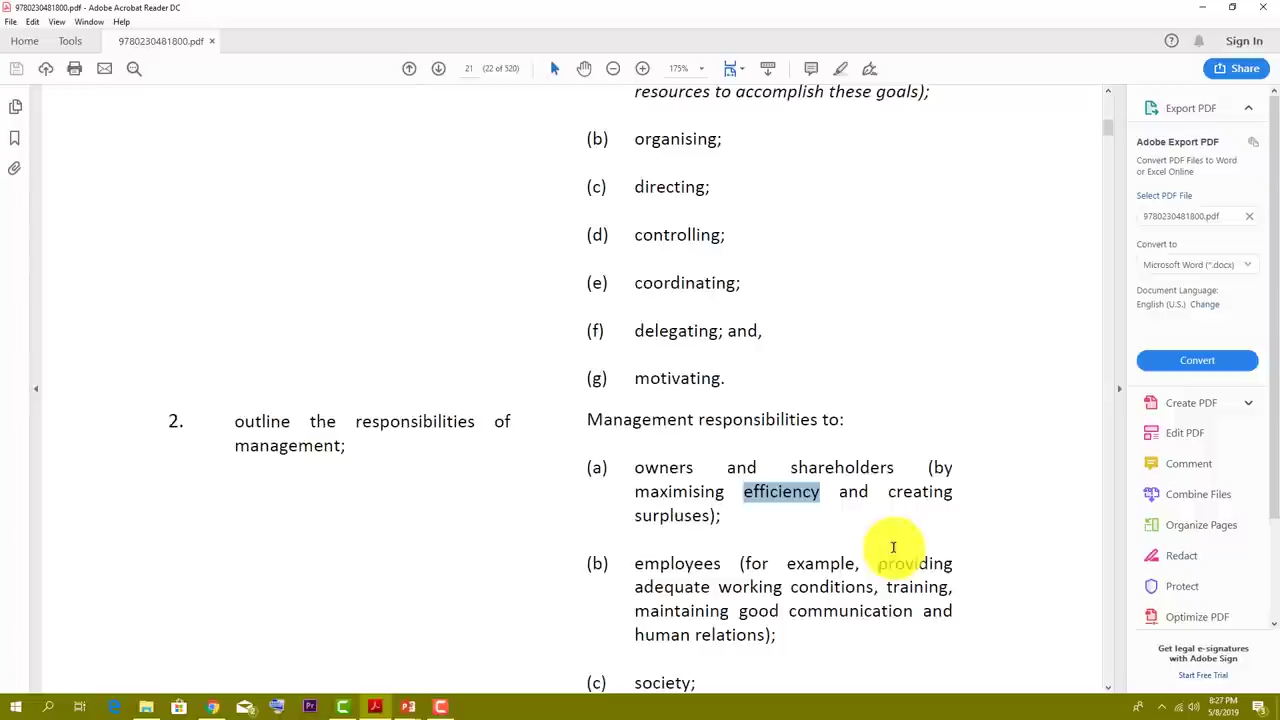 9780230481800.pdf - Adobe Acrobat Reader DC
File Edit View Window Help
Home Tools 9780230481800.pdf × Sign In
21 (22 of 520) 175% Share
resources to accomplish these goals);
(b) organising;
(c) directing;
(d) controlling;
(e) coordinating;
(f) delegating; and,
(g) motivating.
2. outline the responsibilities of
management;
Management responsibilities to:
(a) owners and shareholders (by
maximising efficiency and creating
surpluses);
(b) employees (for example, providing
adequate working conditions, training,
maintaining good communication and
human relations);
(c) society;
Export PDF
Adobe Export PDF
Convert PDF Files to Word
or Excel Online
Select PDF File
9780230481800.pdf
Convert to
Microsoft Word (*.docx)
Document Language:
English (U.S.) Change
Convert
Create PDF
Edit PDF
Comment
Combine Files
Organize Pages
Redact
Protect
Optimize PDF
Get legal e-signatures
with Adobe Sign
Start Free Trial
8:27 PM
5/8/2019